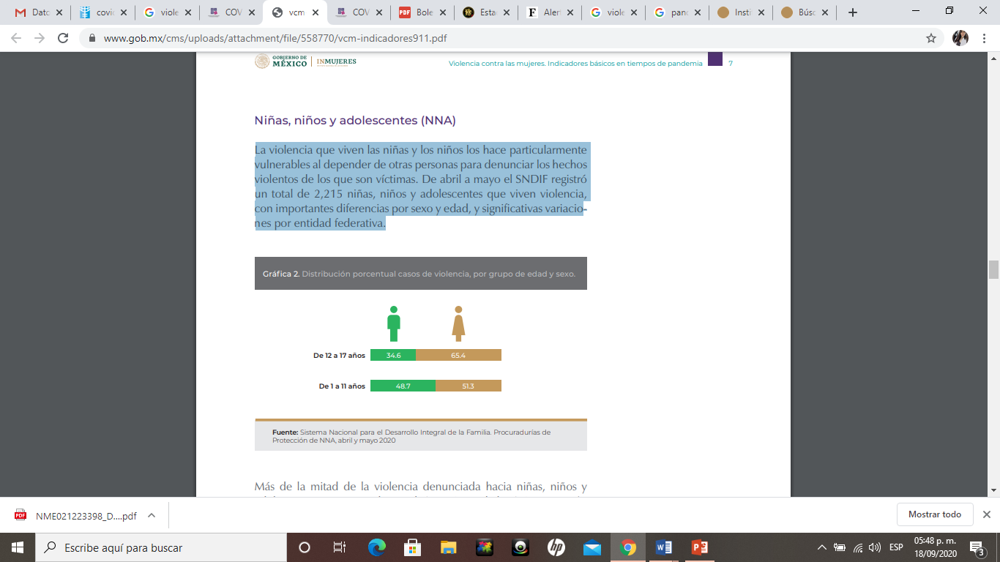 Datc
covic
viole
COV
vcm
COV
PDF
Bole
Esta
F
Alert
viole
panc
Insti
Búsc
www.gob.mx/cms/uploads/attachment/file/558770/vcm-indicadores911.pdf
GOBIERNO DE
MÉXICO
INMUJERES
Violencia contra las mujeres. Indicadores básicos en tiempos de pandemia
7
Niñas, niños y adolescentes (NNA)
La violencia que viven las niñas y los niños los hace particularmente
vulnerables al depender de otras personas para denunciar los hechos
violentos de los que son víctimas. De abril a mayo el SNDIF registró
un total de 2,215 niñas, niños y adolescentes que viven violencia,
con importantes diferencias por sexo y edad, y significativas variacio-
nes por entidad federativa.
Gráfica 2. Distribución porcentual casos de violencia, por grupo de edad y sexo.
De 12 a 17 años 34.6 65.4
De 1 a 11 años 48.7 51.3
Fuente: Sistema Nacional para el Desarrollo Integral de la Familia. Procuradurías de
Protección de NNA, abril y mayo 2020
Más de la mitad de la violencia denunciada hacia niñas, niños y
PDF
NME021223398_D....pdf
Mostrar todo
Escribe aquí para buscar
hp
ESP
05:48 p. m.
18/09/2020
3